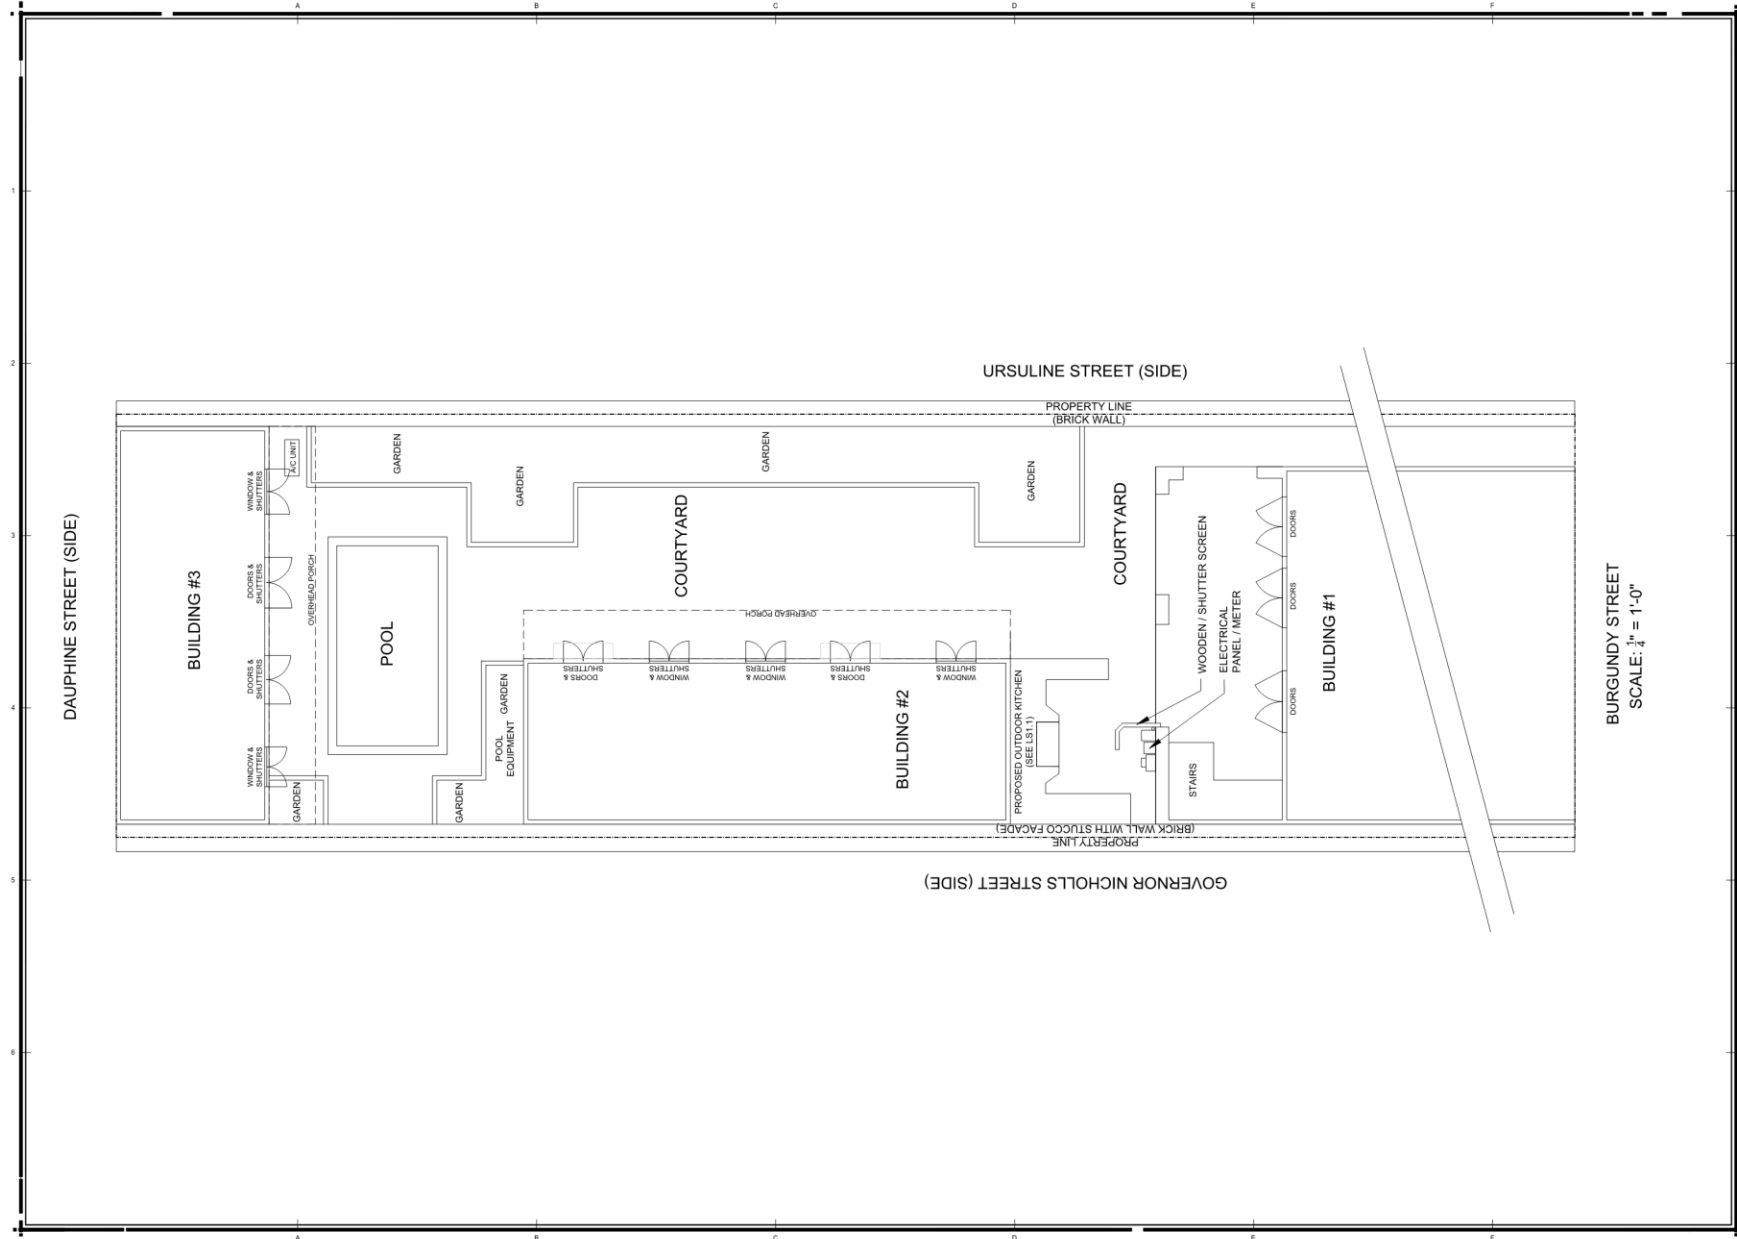 A
B
C
D
E
F
1
2
3
4
5
6
URSULINE STREET (SIDE)
PROPERTY LINE
(BRICK WALL)
DAUPHINE STREET (SIDE)
BUILDING #3
WINDOW &
SHUTTERS
A/C UNIT
DOORS &
SHUTTERS
OVERHEAD PORCH
DOORS &
SHUTTERS
WINDOW &
SHUTTERS
GARDEN
GARDEN
POOL
GARDEN
GARDEN
POOL
EQUIPMENT
GARDEN
GARDEN
COURTYARD
OVERHEAD PORCH
DOORS &
SHUTTERS
WINDOW &
SHUTTERS
WINDOW &
SHUTTERS
DOORS &
SHUTTERS
WINDOW &
SHUTTERS
BUILDING #2
GARDEN
PROPOSED OUTDOOR KITCHEN
(SEE LS1.1)
COURTYARD
WOODEN / SHUTTER SCREEN
ELECTRICAL
PANEL / METER
STAIRS
DOORS
DOORS
DOORS
BUILDING #1
(BRICK WALL WITH STUCCO FACADE)
PROPERTY LINE
GOVERNOR NICHOLLS STREET (SIDE)
BURGUNDY STREET
SCALE: 1/4" = 1'-0"
A
B
C
D
E
F